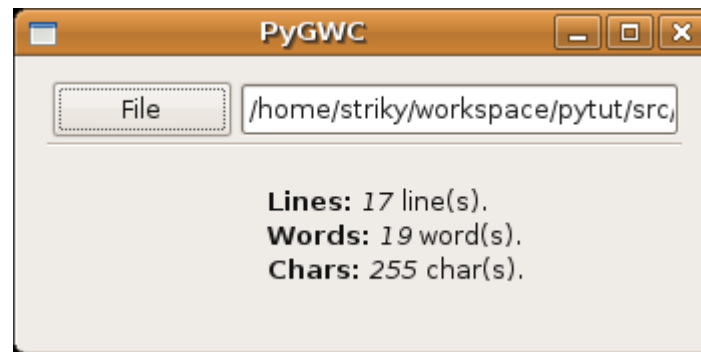 PyGWC
File /home/striky/workspace/pytut/src/
Lines: 17 line(s).
Words: 19 word(s).
Chars: 255 char(s).